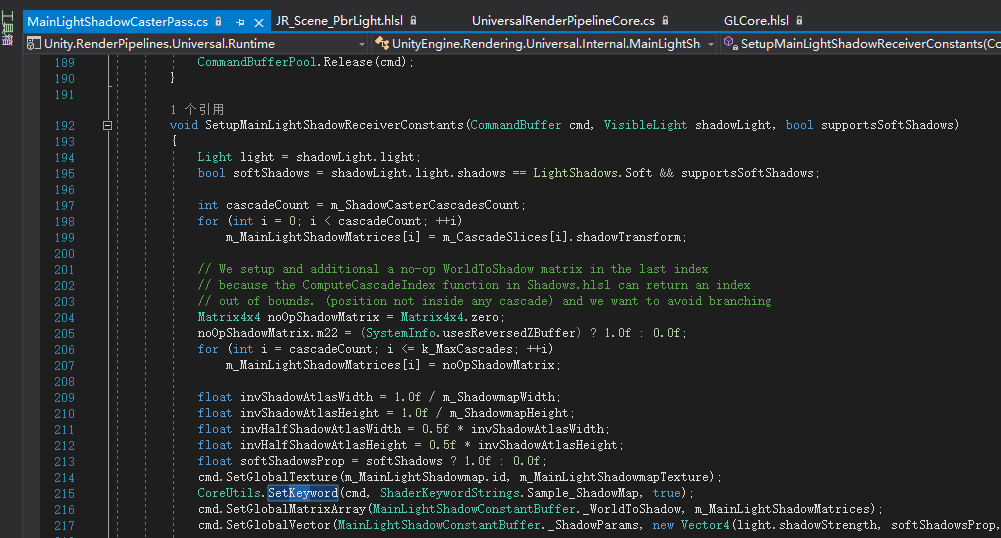 工具箱
MainLightShadowCasterPass.cs
JR_Scene_PbrLight.hlsl
UniversalRenderPipelineCore.cs
GLCore.hlsl
Unity.RenderPipelines.Universal.Runtime
UnityEngine.Rendering.Universal.Internal.MainLightSh
SetupMainLightShadowReceiverConstants(Co
189 CommandBufferPool.Release(cmd);
190 }
191
1 个引用
192 void SetupMainLightShadowReceiverConstants(CommandBuffer cmd, VisibleLight shadowLight, bool supportsSoftShadows)
193 {
194 Light light = shadowLight.light;
195 bool softShadows = shadowLight.light.shadows == LightShadows.Soft && supportsSoftShadows;
196
197 int cascadeCount = m_ShadowCasterCascadesCount;
198 for (int i = 0; i < cascadeCount; ++i)
199 m_MainLightShadowMatrices[i] = m_CascadeSlices[i].shadowTransform;
200
201 // We setup and additional a no-op WorldToShadow matrix in the last index
202 // because the ComputeCascadeIndex function in Shadows.hlsl can return an index
203 // out of bounds. (position not inside any cascade) and we want to avoid branching
204 Matrix4x4 noOpShadowMatrix = Matrix4x4.zero;
205 noOpShadowMatrix.m22 = (SystemInfo.usesReversedZBuffer) ? 1.0f : 0.0f;
206 for (int i = cascadeCount; i <= k_MaxCascades; ++i)
207 m_MainLightShadowMatrices[i] = noOpShadowMatrix;
208
209 float invShadowAtlasWidth = 1.0f / m_ShadowmapWidth;
210 float invShadowAtlasHeight = 1.0f / m_ShadowmapHeight;
211 float invHalfShadowAtlasWidth = 0.5f * invShadowAtlasWidth;
212 float invHalfShadowAtlasHeight = 0.5f * invShadowAtlasHeight;
213 float softShadowsProp = softShadows ? 1.0f : 0.0f;
214 cmd.SetGlobalTexture(m_MainLightShadowmap.id, m_MainLightShadowmapTexture);
215 CoreUtils.SetKeyword(cmd, ShaderKeywordStrings.Sample_ShadowMap, true);
216 cmd.SetGlobalMatrixArray(MainLightShadowConstantBuffer._WorldToShadow, m_MainLightShadowMatrices);
217 cmd.SetGlobalVector(MainLightShadowConstantBuffer._ShadowParams, new Vector4(light.shadowStrength, softShadowsProp,